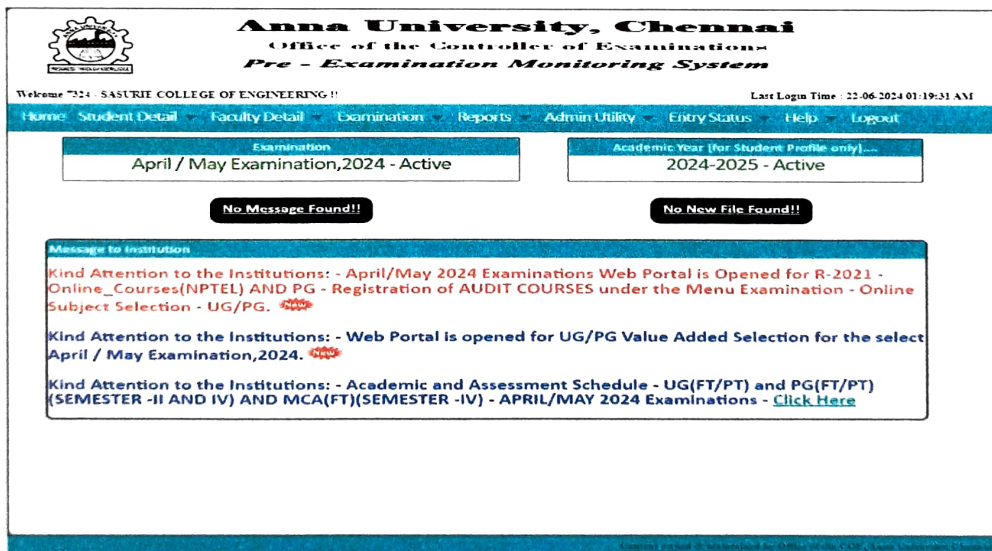 Anna University, Chennai
Office of the Controller of Examinations
Pre - Examination Monitoring System
Welcome 7324 - SASURIE COLLEGE OF ENGINEERING !!
Last Login Time : 22-06-2024 01:19:31 AM
Home Student Detail Faculty Detail Examination Reports Admin Utility Entry Status Help Logout
Examination
April / May Examination,2024 - Active
Academic Year [for Student Profile only]....
2024-2025 - Active
No Message Found!!
No New File Found!!
Message to Institution
Kind Attention to the Institutions: - April/May 2024 Examinations Web Portal is Opened for R-2021 -
Online_Courses(NPTEL) AND PG - Registration of AUDIT COURSES under the Menu Examination - Online
Subject Selection - UG/PG. New
Kind Attention to the Institutions: - Web Portal is opened for UG/PG Value Added Selection for the select
April / May Examination,2024. New
Kind Attention to the Institutions: - Academic and Assessment Schedule - UG(FT/PT) and PG(FT/PT)
(SEMESTER -II AND IV) AND MCA(FT)(SEMESTER -IV) - APRIL/MAY 2024 Examinations - Click Here